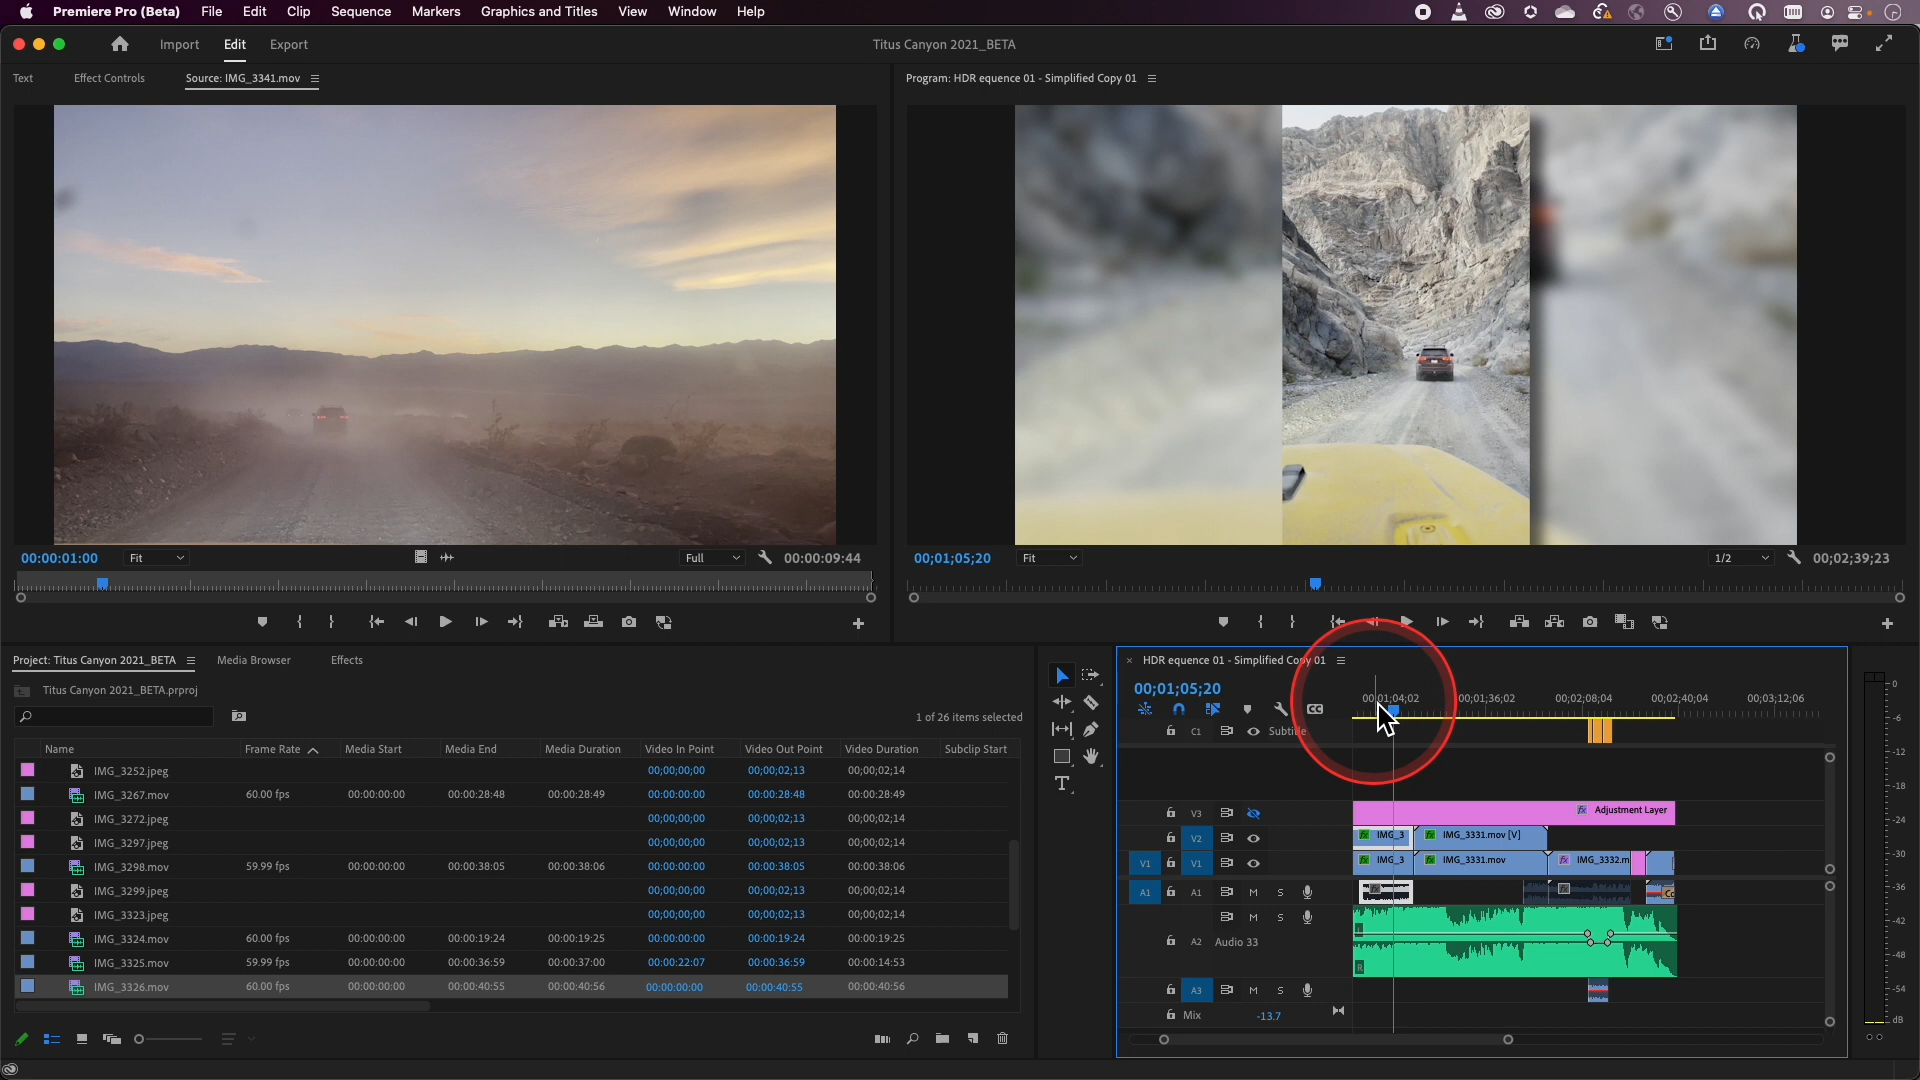 Premiere Pro (Beta) File Edit Clip Sequence Markers Graphics and Titles View Window Help
Import Edit Export Titus Canyon 2021_BETA
Text Effect Controls Source: IMG_3341.mov
Program: HDR equence 01 - Simplified Copy 01
00:00:01:00 Fit Full 00:00:09:44
00;01;05;20 Fit 1/2 00;02;39;23
Project: Titus Canyon 2021_BETA Media Browser Effects
Titus Canyon 2021_BETA.prproj
1 of 26 items selected
Name Frame Rate Media Start Media End Media Duration Video In Point Video Out Point Video Duration Subclip Start
IMG_3252.jpeg 00;00;00;00 00;00;02;13 00;00;02;14
IMG_3267.mov 60.00 fps 00:00:00:00 00:00:28:48 00:00:28:49 00:00:00:00 00:00:28:48 00:00:28:49
IMG_3272.jpeg 00;00;00;00 00;00;02;13 00;00;02;14
IMG_3297.jpeg 00;00;00;00 00;00;02;13 00;00;02;14
IMG_3298.mov 59.99 fps 00:00:00:00 00:00:38:05 00:00:38:06 00:00:00:00 00:00:38:05 00:00:38:06
IMG_3299.jpeg 00;00;00;00 00;00;02;13 00;00;02;14
IMG_3323.jpeg 00;00;00;00 00;00;02;13 00;00;02;14
IMG_3324.mov 60.00 fps 00:00:00:00 00:00:19:24 00:00:19:25 00:00:00:00 00:00:19:24 00:00:19:25
IMG_3325.mov 59.99 fps 00:00:00:00 00:00:36:59 00:00:37:00 00:00:22:07 00:00:36:59 00:00:14:53
IMG_3326.mov 60.00 fps 00:00:00:00 00:00:40:55 00:00:40:56 00:00:00:00 00:00:40:55 00:00:40:56
HDR equence 01 - Simplified Copy 01
00;01;05;20
00;01;04;02 00;01;36;02 00;02;08;04 00;02;40;04 00;03;12;06
CC
C1 Subtitle
V3 fx Adjustment Layer
V2 fx IMG_3 fx IMG_3331.mov [V]
V1 V1 fx IMG_3 fx IMG_3331.mov fx IMG_3332.m
A1 A1 M S
M S
L
A2 Audio 33
R
A3 M S
Mix -13.7
0
-6
-12
-18
-24
-30
-36
-42
-48
-54
dB